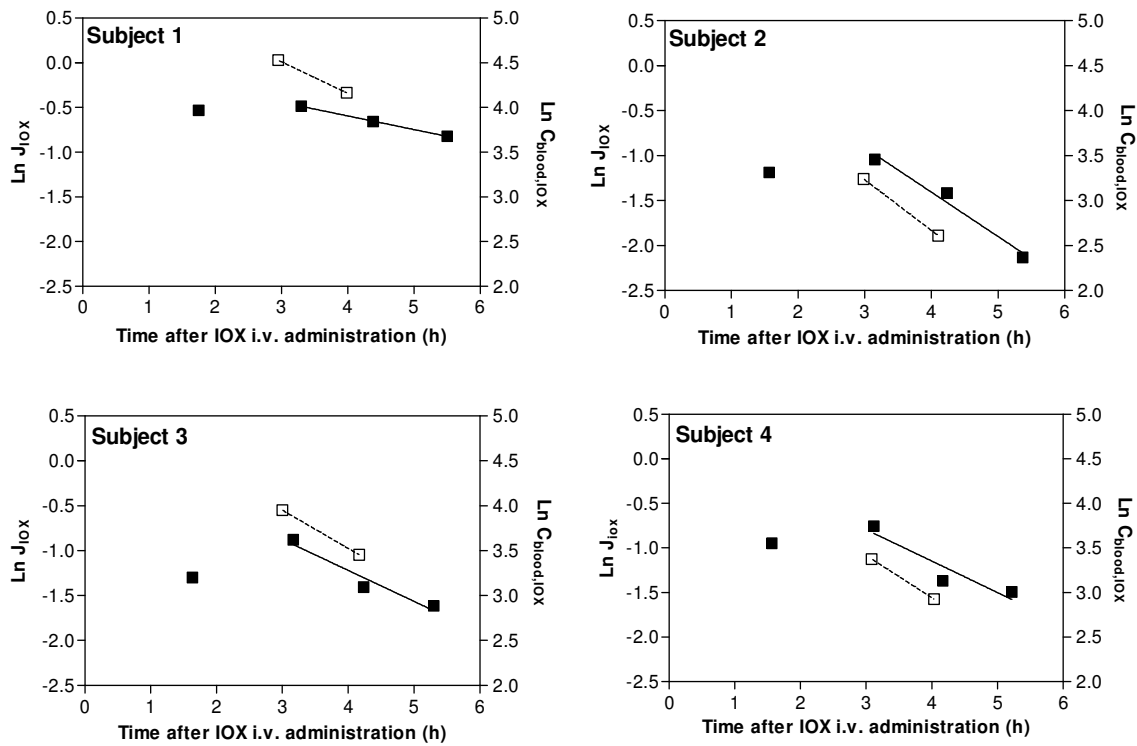 Subject 1
0.5
0.0
-0.5
-1.0
-1.5
-2.0
-2.5
Ln J_IOX
5.0
4.5
4.0
3.5
3.0
2.5
2.0
Ln C_blood,IOX
0 1 2 3 4 5 6
Time after IOX i.v. administration (h)
Subject 2
0.5
0.0
-0.5
-1.0
-1.5
-2.0
-2.5
Ln J_IOX
5.0
4.5
4.0
3.5
3.0
2.5
2.0
Ln C_blood,IOX
0 1 2 3 4 5 6
Time after IOX i.v. administration (h)
Subject 3
0.5
0.0
-0.5
-1.0
-1.5
-2.0
-2.5
Ln J_IOX
5.0
4.5
4.0
3.5
3.0
2.5
2.0
Ln C_blood,IOX
0 1 2 3 4 5 6
Time after IOX i.v. administration (h)
Subject 4
0.5
0.0
-0.5
-1.0
-1.5
-2.0
-2.5
Ln J_iox
5.0
4.5
4.0
3.5
3.0
2.5
2.0
Ln C_blood,IOX
0 1 2 3 4 5 6
Time after IOX i.v. administration (h)